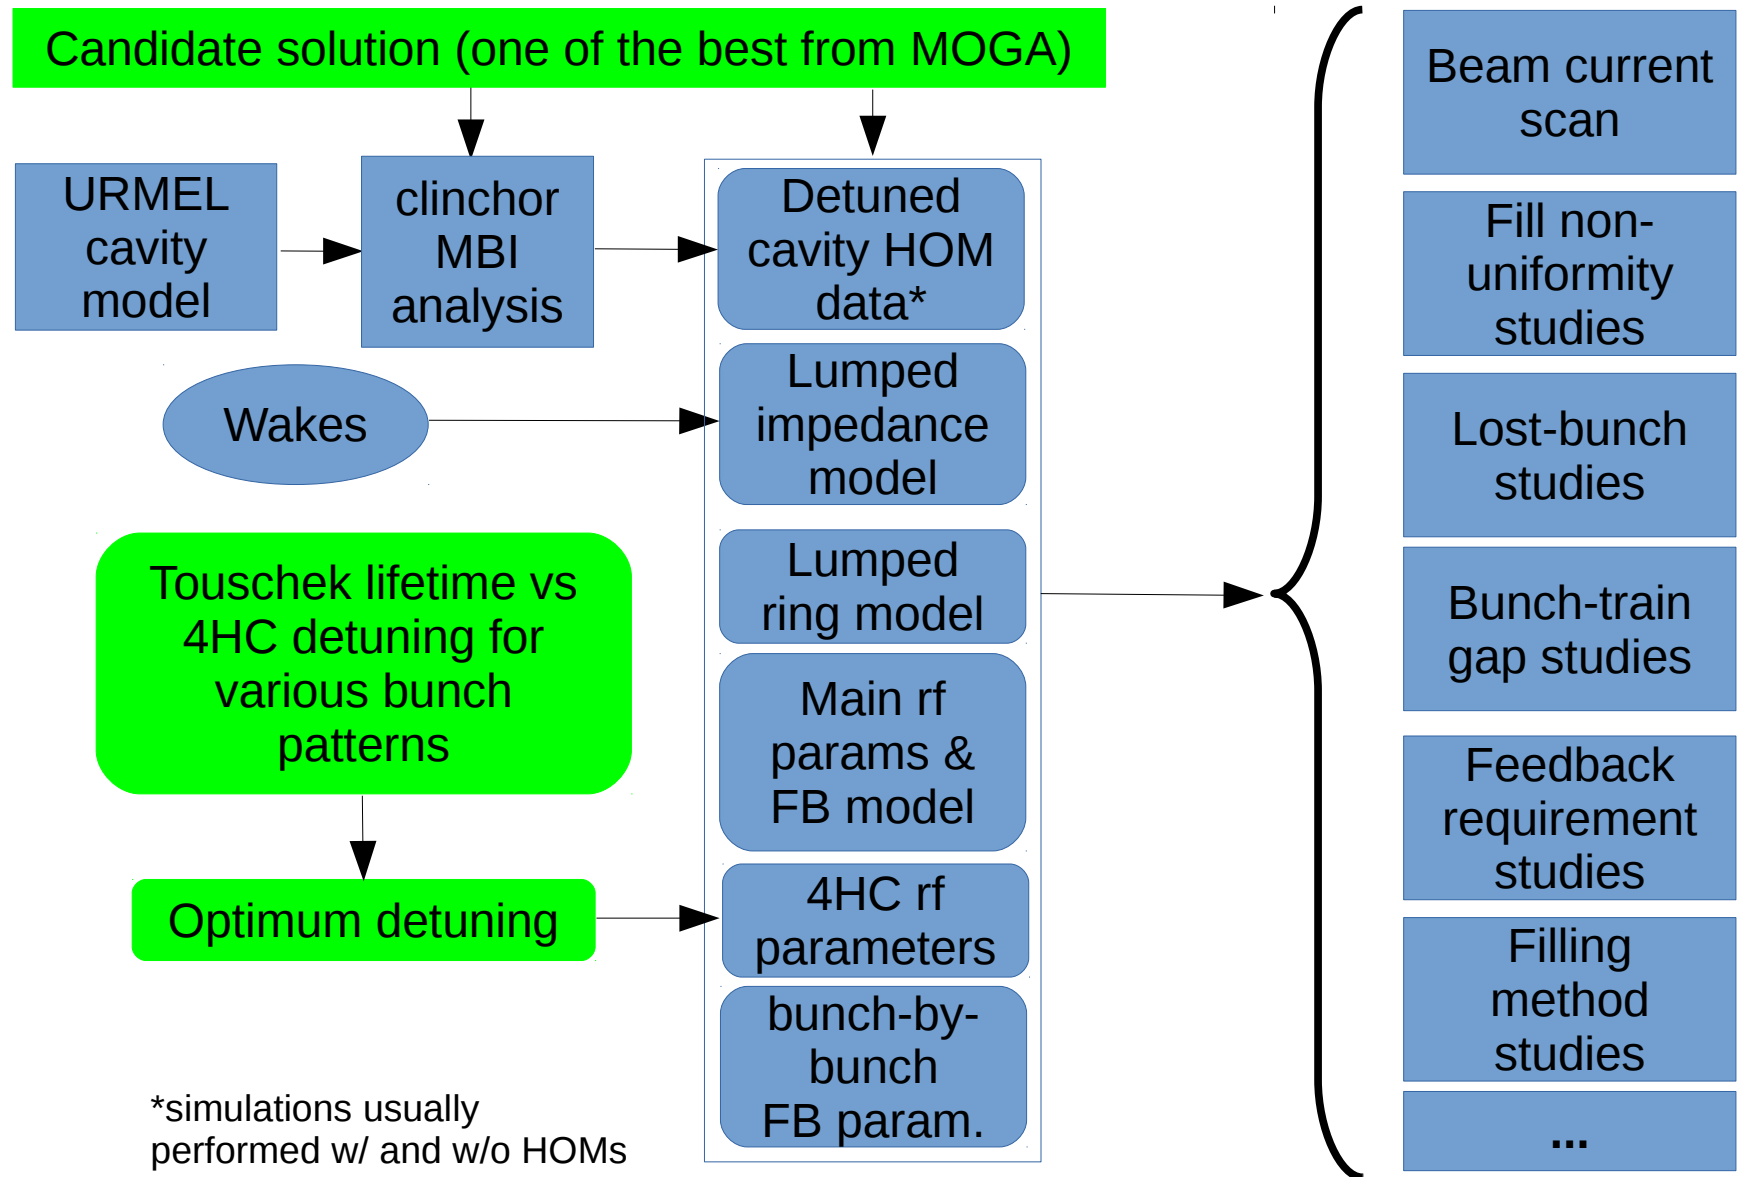 Candidate solution (one of the best from MOGA)
URMEL
cavity
model
clinchor
MBI
analysis
Detuned
cavity HOM
data*
Wakes
Lumped
impedance
model
Touschek lifetime vs
4HC detuning for
various bunch
patterns
Lumped
ring model
Main rf
params &
FB model
Optimum detuning
4HC rf
parameters
bunch-by-
bunch
FB param.
*simulations usually
performed w/ and w/o HOMs
Beam current
scan
Fill non-
uniformity
studies
Lost-bunch
studies
Bunch-train
gap studies
Feedback
requirement
studies
Filling
method
studies
...